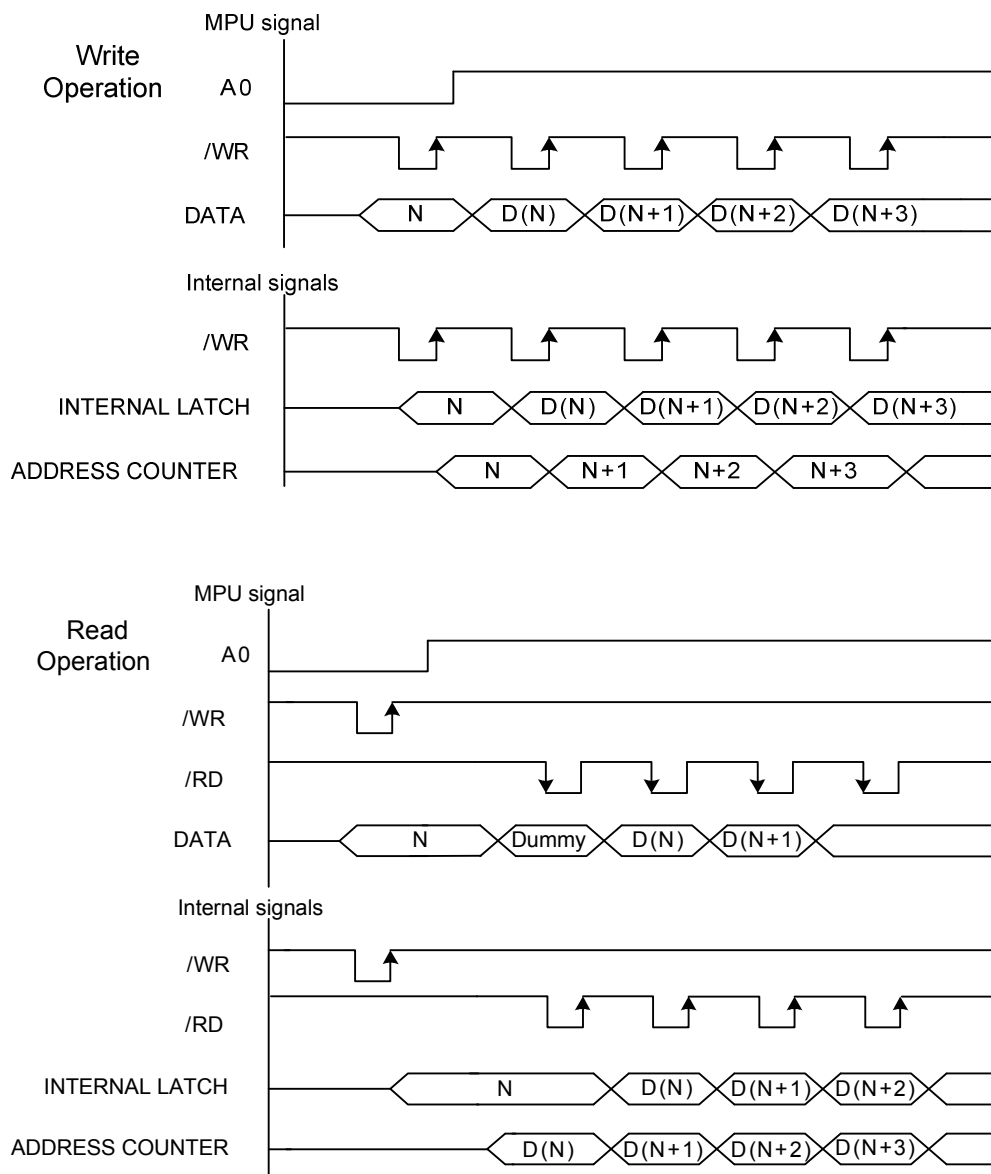 MPU signal
Write
Operation
A0
/WR
DATA
N
D(N)
D(N+1)
D(N+2)
D(N+3)
Internal signals
/WR
INTERNAL LATCH
N
D(N)
D(N+1)
D(N+2)
D(N+3)
ADDRESS COUNTER
N
N+1
N+2
N+3
MPU signal
Read
Operation
A0
/WR
/RD
DATA
N
Dummy
D(N)
D(N+1)
Internal signals
/WR
/RD
INTERNAL LATCH
N
D(N)
D(N+1)
D(N+2)
ADDRESS COUNTER
D(N)
D(N+1)
D(N+2)
D(N+3)